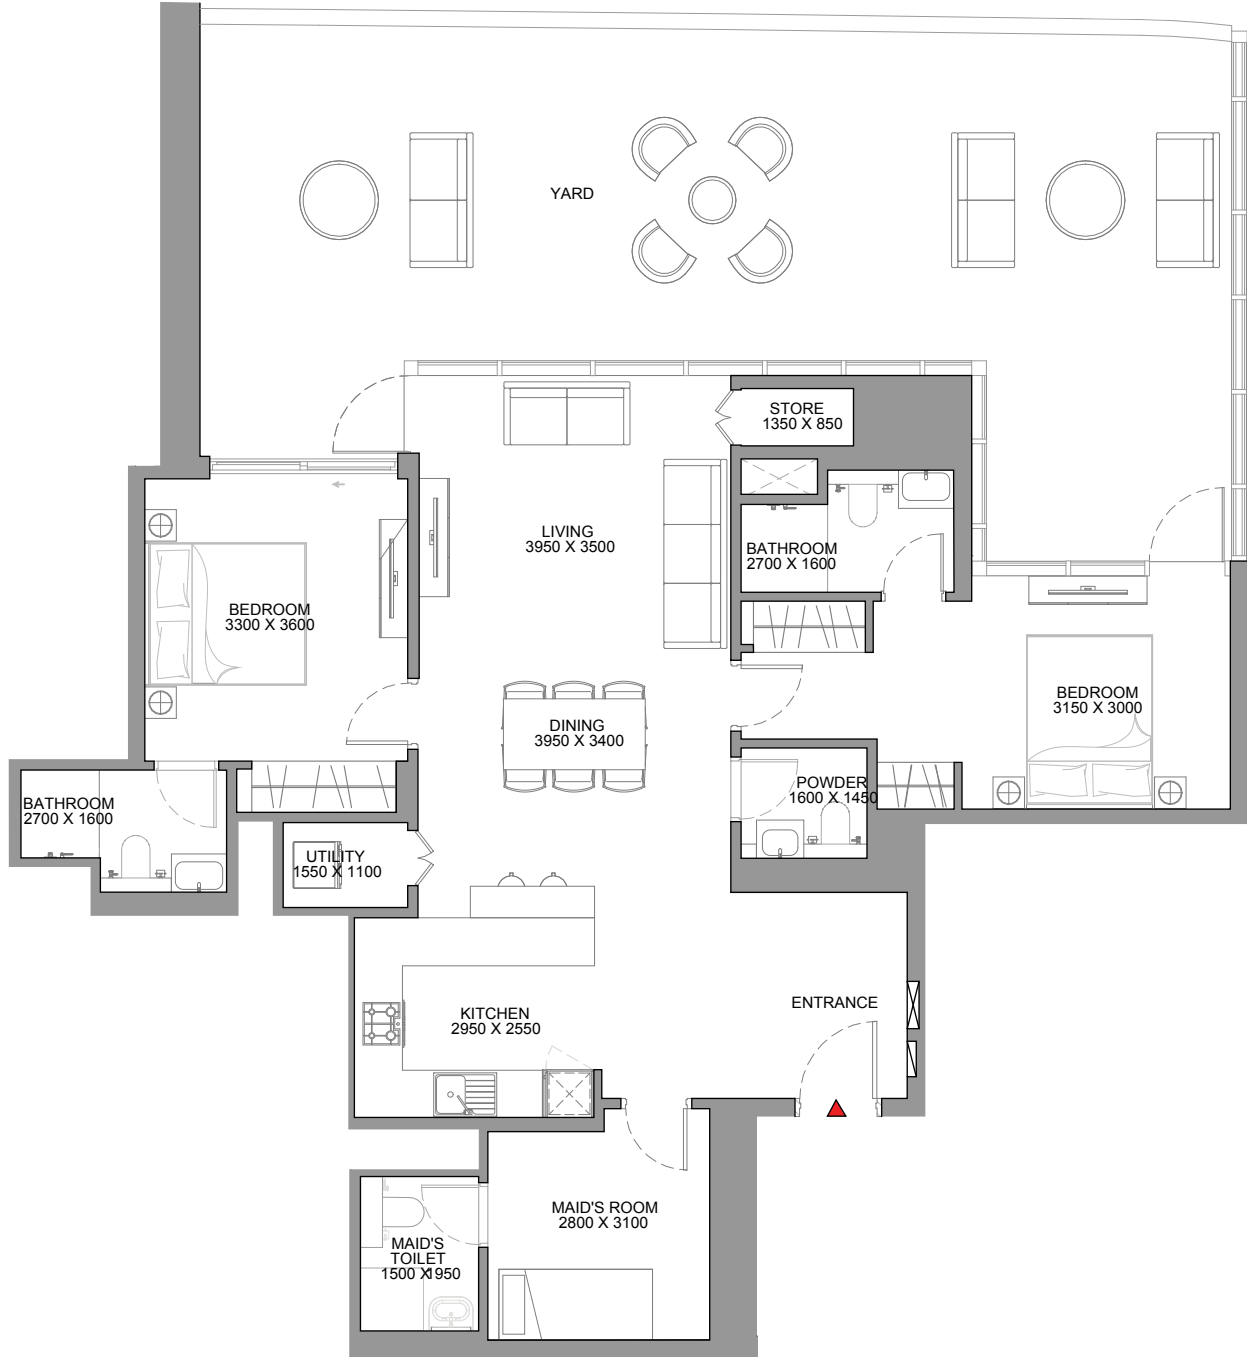 YARD
STORE
1350 X 850
LIVING
3950 X 3500
BATHROOM
2700 X 1600
BEDROOM
3300 X 3600
BEDROOM
3150 X 3000
DINING
3950 X 3400
POWDER
1600 X 1450
BATHROOM
2700 X 1600
UTILITY
1550 X 1100
ENTRANCE
KITCHEN
2950 X 2550
MAID'S ROOM
2800 X 3100
MAID'S
TOILET
1500 X1950